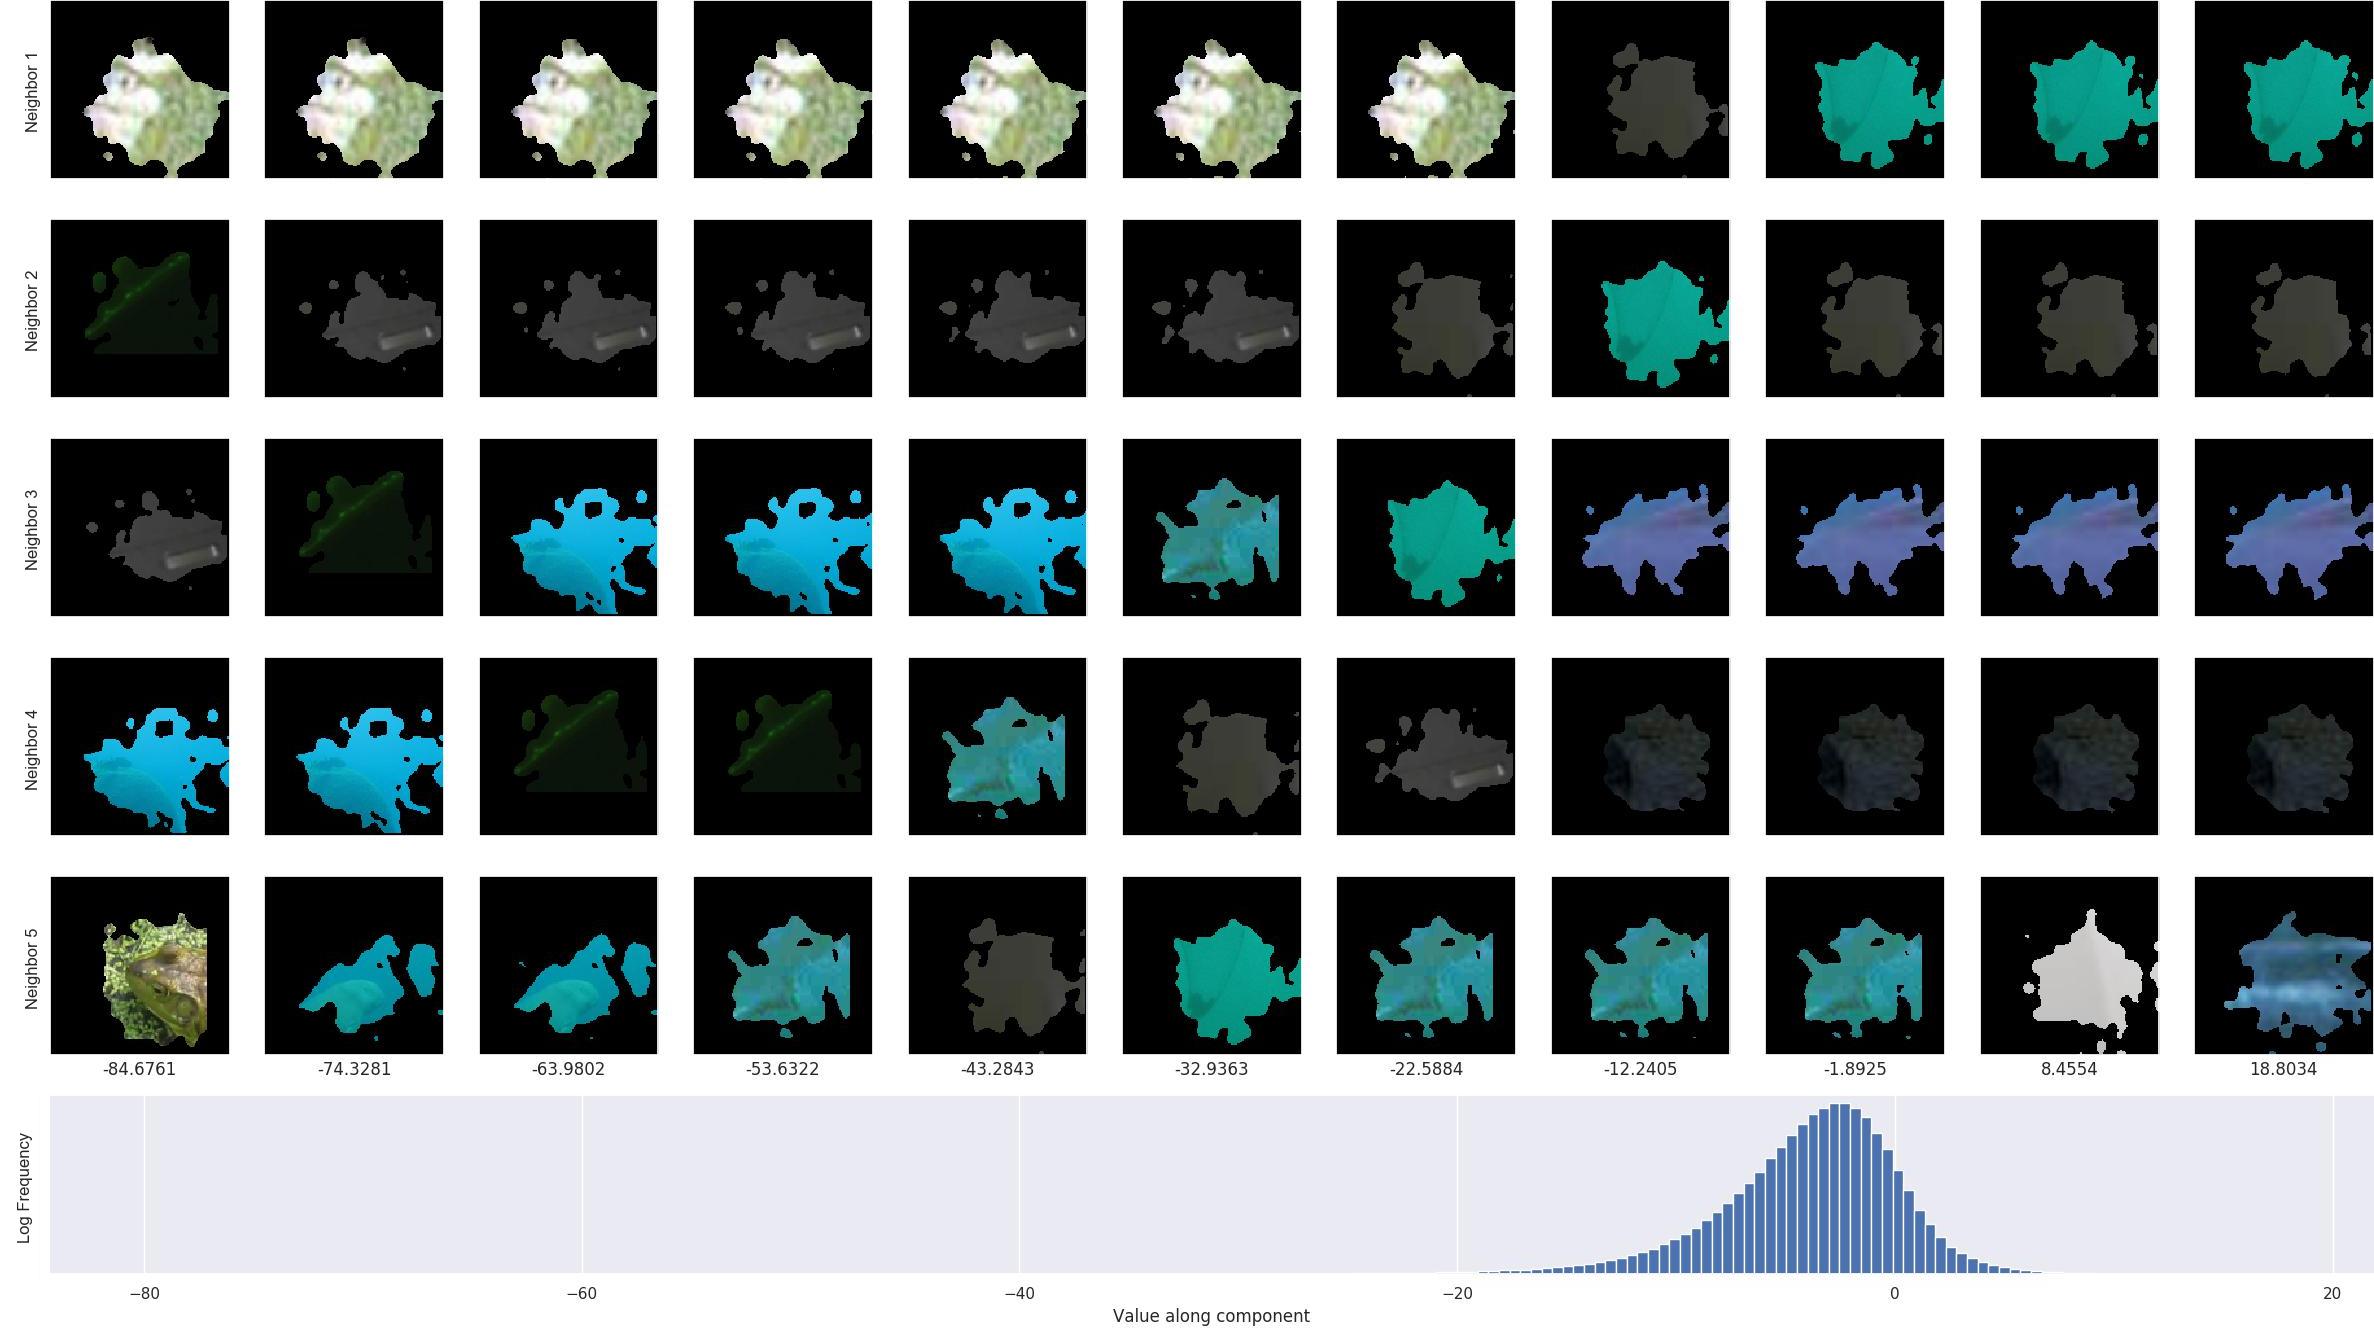 Neighbor 1
Neighbor 2
Neighbor 3
Neighbor 4
Neighbor 5
-84.6761 -74.3281 -63.9802 -53.6322 -43.2843 -32.9363 -22.5884 -12.2405 -1.8925 8.4554 18.8034
Log Frequency
−80 −60 −40 −20 0 20
Value along component